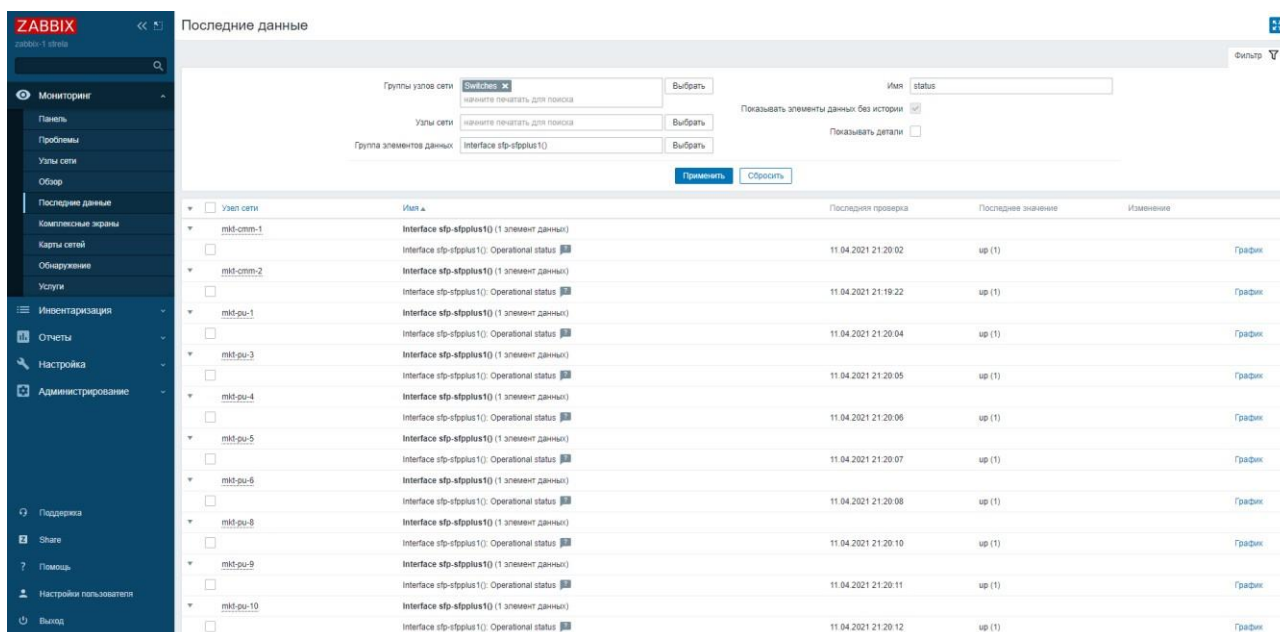 ZABBIX
zabbix-1 strela
Мониторинг
Панель
Проблемы
Узлы сети
Обзор
Последние данные
Комплексные экраны
Карты сетей
Обнаружение
Услуги
Инвентаризация
Отчеты
Настройка
Администрирование
Поддержка
Share
Помощь
Настройки пользователя
Выход
Последние данные
Фильтр
Группы узлов сети Switches Выбрать Имя status
начните печатать для поиска
Показывать элементы данных без истории
Узлы сети начните печатать для поиска Выбрать
Показывать детали
Группа элементов данных Interface sfp-sfpplus1() Выбрать
Применить Сбросить
Узел сети Имя Последняя проверка Последнее значение Изменение
mkt-cmm-1 Interface sfp-sfpplus1() (1 элемент данных)
Interface sfp-sfpplus1(): Operational status ? 11.04.2021 21:20:02 up (1) График
mkt-cmm-2 Interface sfp-sfpplus1() (1 элемент данных)
Interface sfp-sfpplus1(): Operational status ? 11.04.2021 21:19:22 up (1) График
mkt-pu-1 Interface sfp-sfpplus1() (1 элемент данных)
Interface sfp-sfpplus1(): Operational status ? 11.04.2021 21:20:04 up (1) График
mkt-pu-3 Interface sfp-sfpplus1() (1 элемент данных)
Interface sfp-sfpplus1(): Operational status ? 11.04.2021 21:20:05 up (1) График
mkt-pu-4 Interface sfp-sfpplus1() (1 элемент данных)
Interface sfp-sfpplus1(): Operational status ? 11.04.2021 21:20:06 up (1) График
mkt-pu-5 Interface sfp-sfpplus1() (1 элемент данных)
Interface sfp-sfpplus1(): Operational status ? 11.04.2021 21:20:07 up (1) График
mkt-pu-6 Interface sfp-sfpplus1() (1 элемент данных)
Interface sfp-sfpplus1(): Operational status ? 11.04.2021 21:20:08 up (1) График
mkt-pu-8 Interface sfp-sfpplus1() (1 элемент данных)
Interface sfp-sfpplus1(): Operational status ? 11.04.2021 21:20:10 up (1) График
mkt-pu-9 Interface sfp-sfpplus1() (1 элемент данных)
Interface sfp-sfpplus1(): Operational status ? 11.04.2021 21:20:11 up (1) График
mkt-pu-10 Interface sfp-sfpplus1() (1 элемент данных)
Interface sfp-sfpplus1(): Operational status ? 11.04.2021 21:20:12 up (1) График